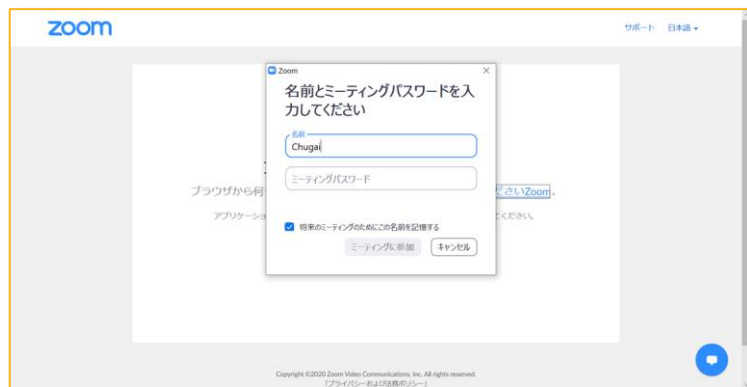 zoom
サポート 日本語
Zoom
名前とミーティングパスワードを入
力してください
名前
Chugai
ミーティングパスワード
ブラウザから何
ださいZoom。
アプリケーショ
てください。
将来のミーティングのためにこの名前を記憶する
ミーティングに参加 キャンセル
Copyright ©2020 Zoom Video Communications, Inc. All rights reserved.
「プライバシーおよび法務ポリシー」